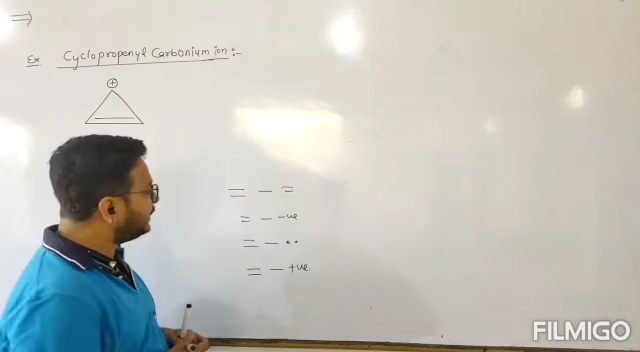 ⇒
Ex Cyclopropenyl Carbonium ion :-
⊕
= — =
= — -ve
= — ••
= — +ve.
FILMIGO